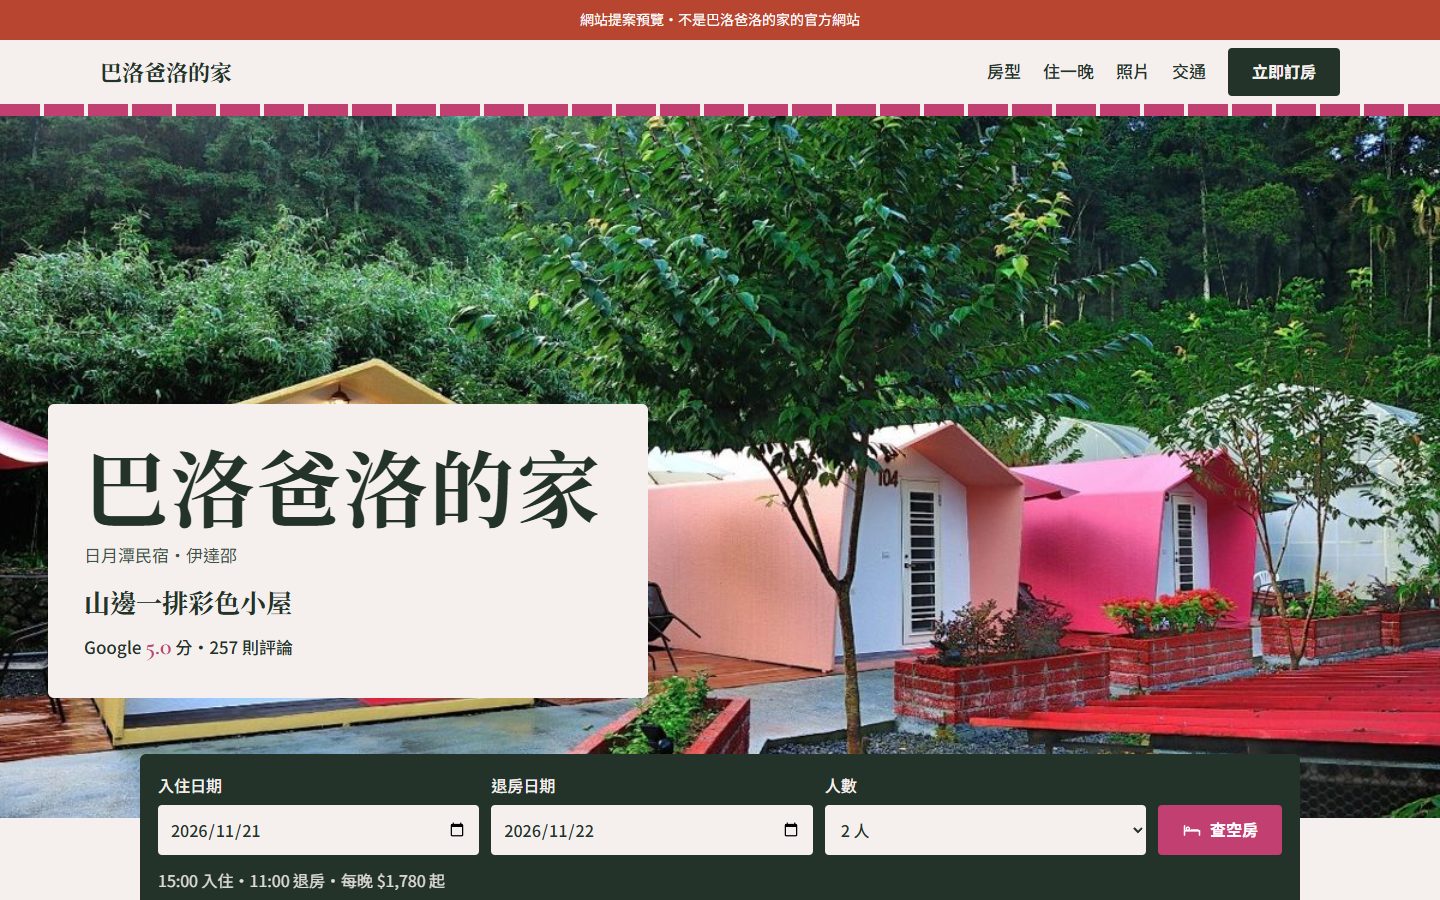 網站提案預覽・不是巴洛爸洛的家的官方網站
巴洛爸洛的家
房型 住一晚 照片 交通 立即訂房
104
巴洛爸洛的家
日月潭民宿・伊達邵
山邊一排彩色小屋
Google 5.0 分・257 則評論
入住日期 退房日期 人數
2026/11/21 2026/11/22 2 人 查空房
15:00 入住・11:00 退房・每晚 $1,780 起